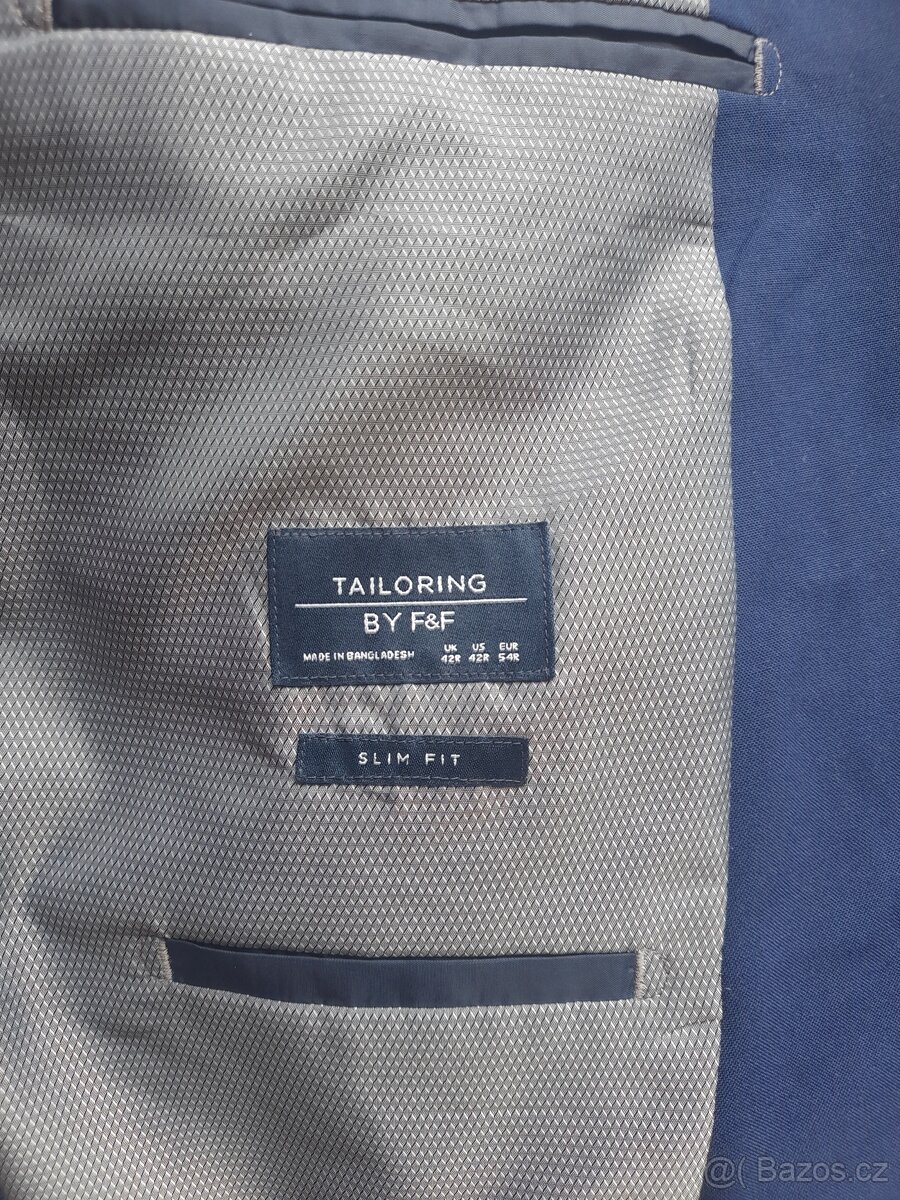 TAILORING
BY F&F
MADE IN BANGLADESH
UK US EUR
42R 42R 54R
SLIM FIT
@( Bazos.cz